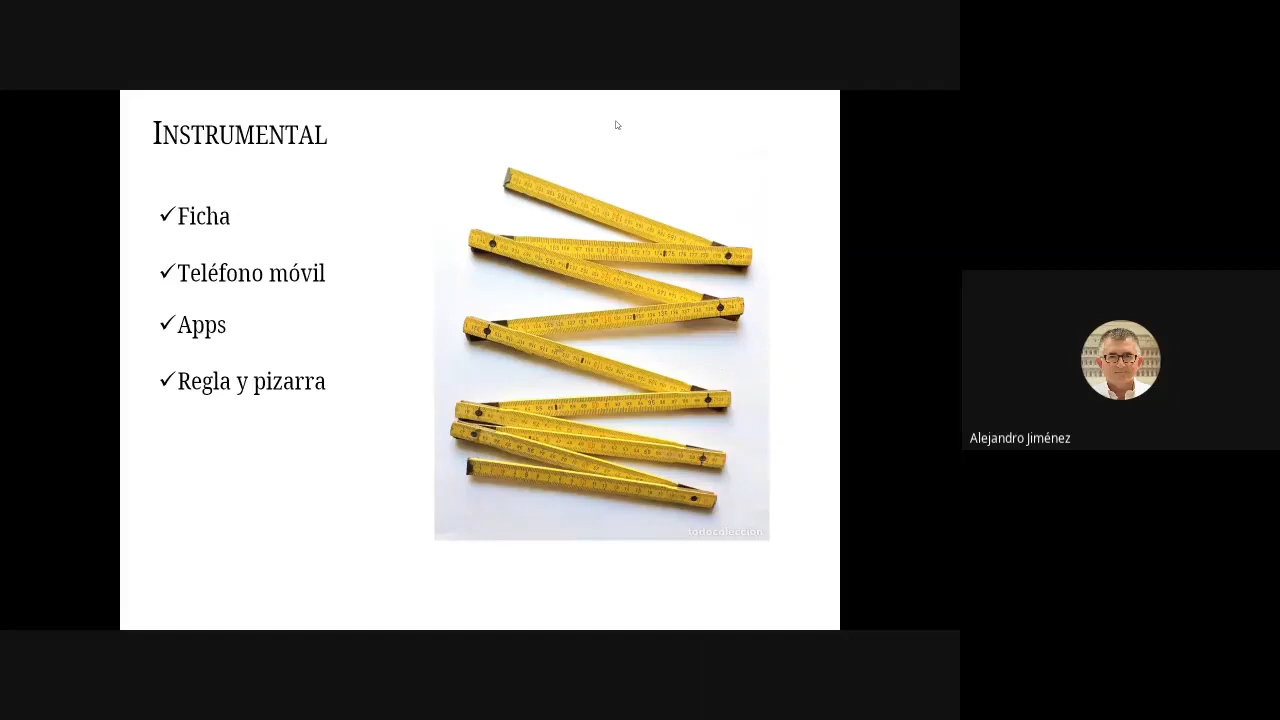 INSTRUMENTAL
✓Ficha
✓Teléfono móvil
✓Apps
✓Regla y pizarra
todocoleccion
Alejandro Jiménez